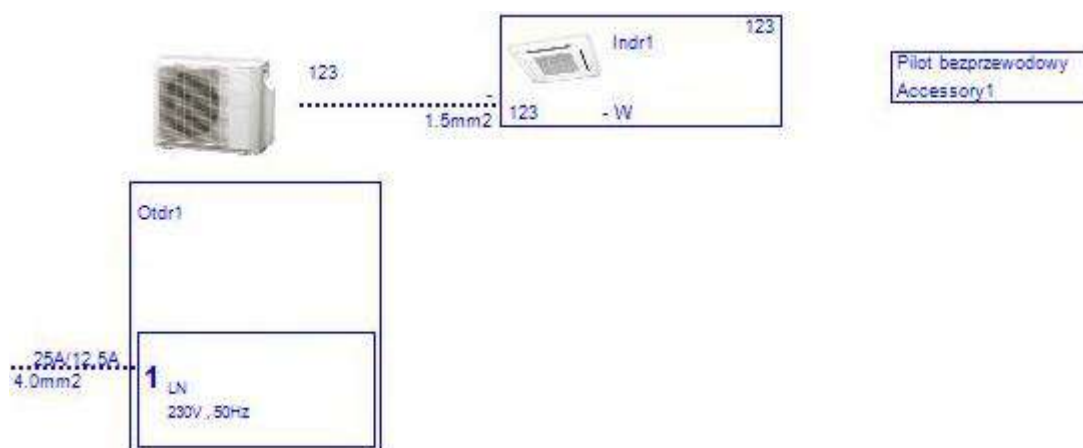 123
Indr1
123
Pilot bezprzewodowy
Accessory1
-
1.5mm2
123
- W
Otdr1
25A/12.5A
4.0mm2
1
LN
230V , 50Hz